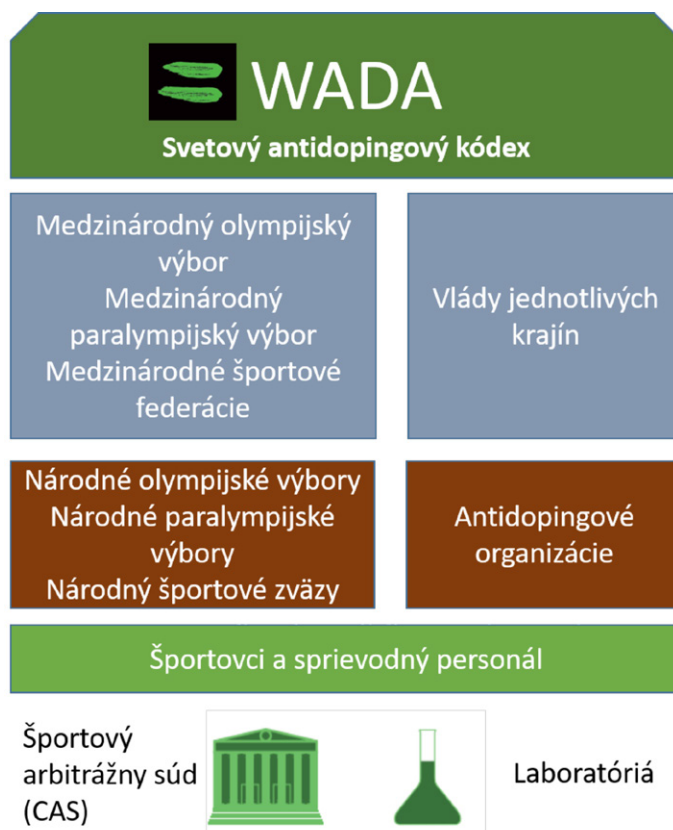 WADA
Svetový antidopingový kódex
Medzinárodný olympijský
výbor
Medzinárodný
paralympijský výbor
Medzinárodné športové
federácie
Vlády jednotlivých
krajín
Národné olympijské výbory
Národné paralympijské
výbory
Národný športové zväzy
Antidopingové
organizácie
Športovci a sprievodný personál
Športový
arbitrážny súd
(CAS)
Laboratóriá